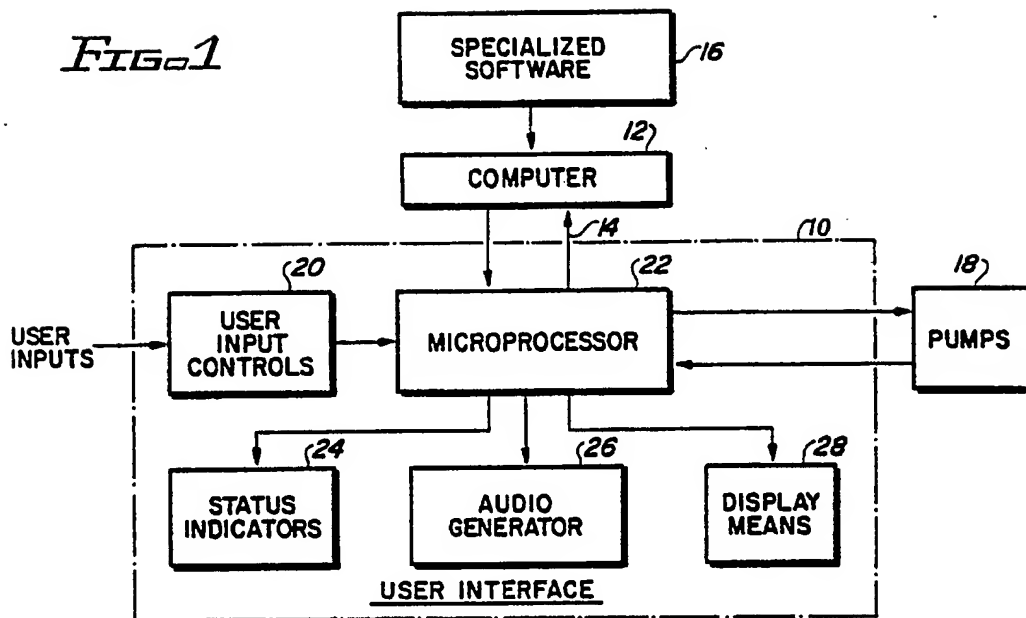 FIG. 1
SPECIALIZED
SOFTWARE
16
12
COMPUTER
14
10
20
22
18
USER
INPUTS
USER
INPUT
CONTROLS
MICROPROCESSOR
PUMPS
24
26
28
STATUS
INDICATORS
AUDIO
GENERATOR
DISPLAY
MEANS
USER INTERFACE